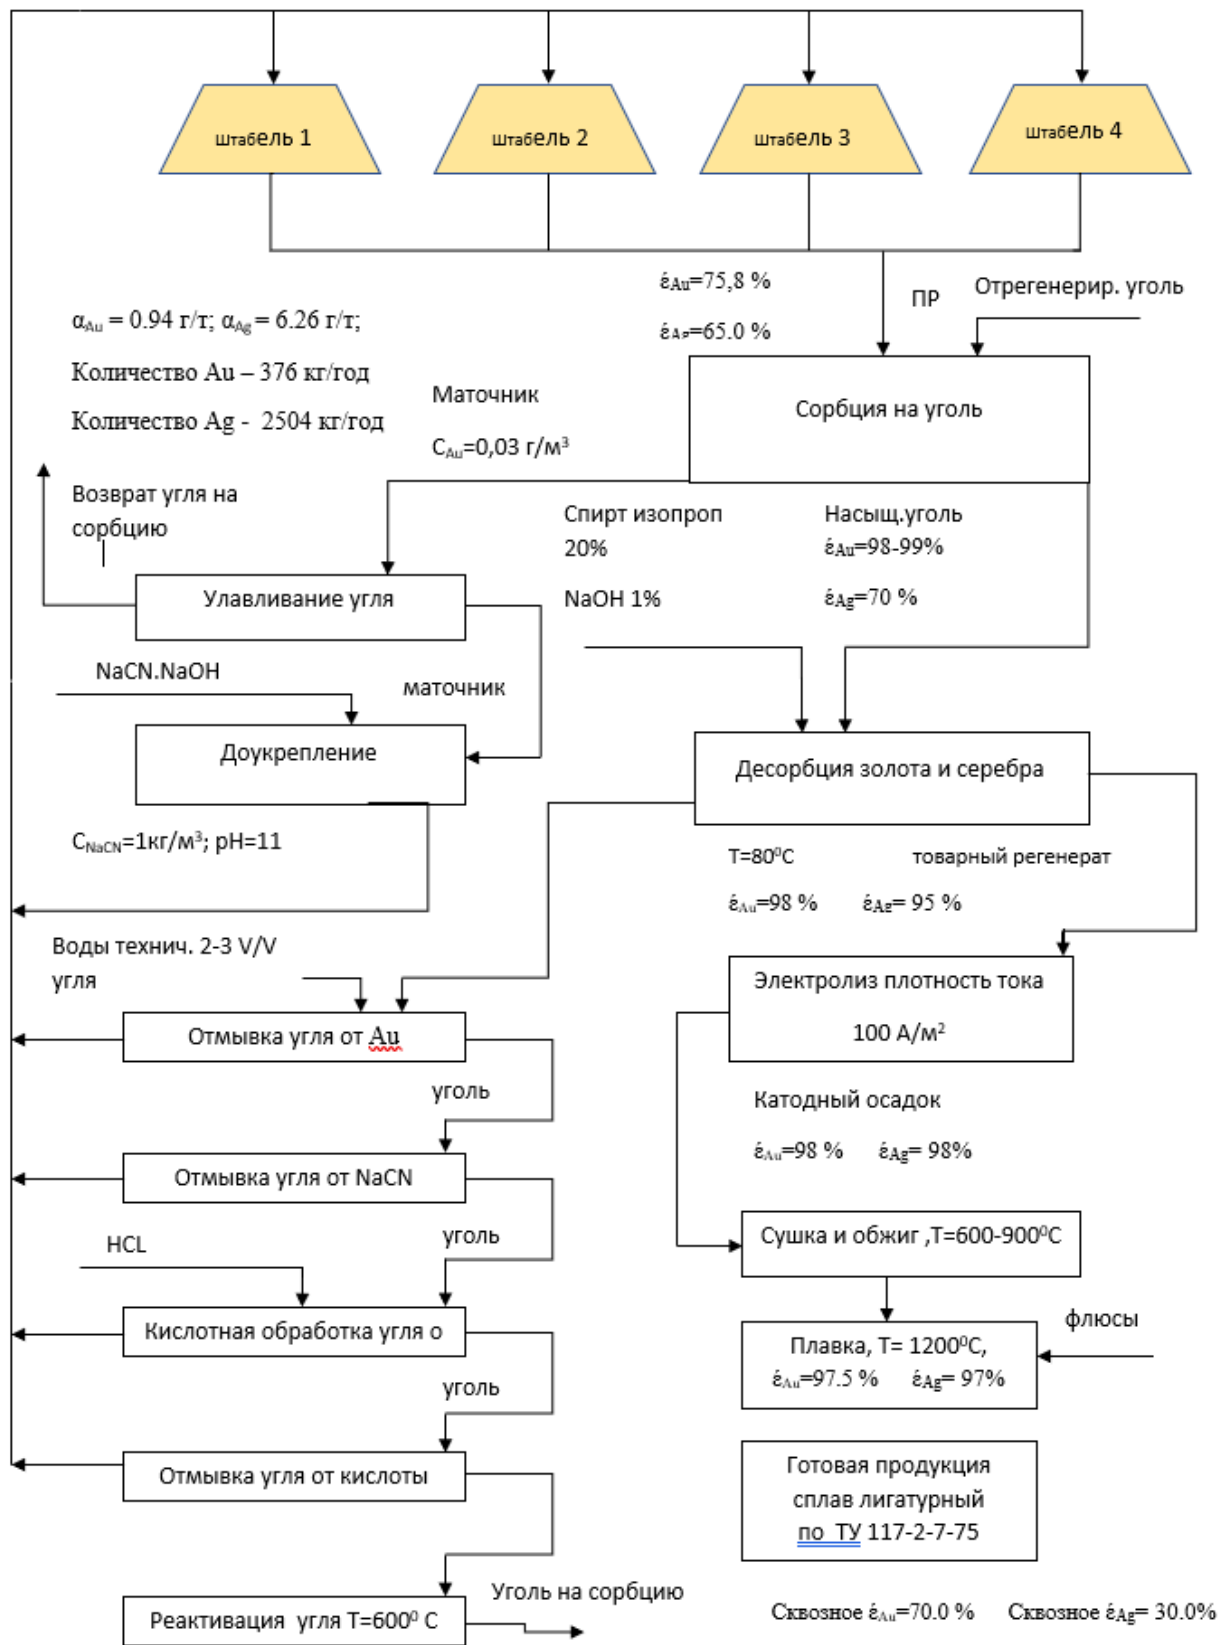 штабель 1
штабель 2
штабель 3
штабель 4
έAu=75,8 %
ПР
Отрегенерир. уголь
έAg=65.0 %
αAu = 0.94 г/т; αAg = 6.26 г/т;
Количество Au – 376 кг/год
Количество Ag - 2504 кг/год
Маточник
CAu=0,03 г/м³
Сорбция на уголь
Возврат угля на
сорбцию
Спирт изопроп
20%
NaOH 1%
Насыщ.уголь
έAu=98-99%
έAg=70 %
Улавливание угля
NaCN.NaOH
маточник
Доукрепление
Десорбция золота и серебра
CNaCN=1кг/м³; pH=11
T=80⁰C
товарный регенерат
έAu=98 % έAg= 95 %
Воды технич. 2-3 V/V
угля
Электролиз плотность тока
100 А/м²
Отмывка угля от Au
уголь
Катодный осадок
έAu=98 % έAg= 98%
Отмывка угля от NaCN
уголь
Сушка и обжиг ,T=600-900⁰C
HCL
Кислотная обработка угля о
флюсы
Плавка, T= 1200⁰C,
έAu=97.5 % έAg= 97%
уголь
Отмывка угля от кислоты
Готовая продукция
сплав лигатурный
по ТУ 117-2-7-75
Реактивация угля T=600⁰ C
Уголь на сорбцию
Сквозное έAu=70.0 % Сквозное έAg= 30.0%